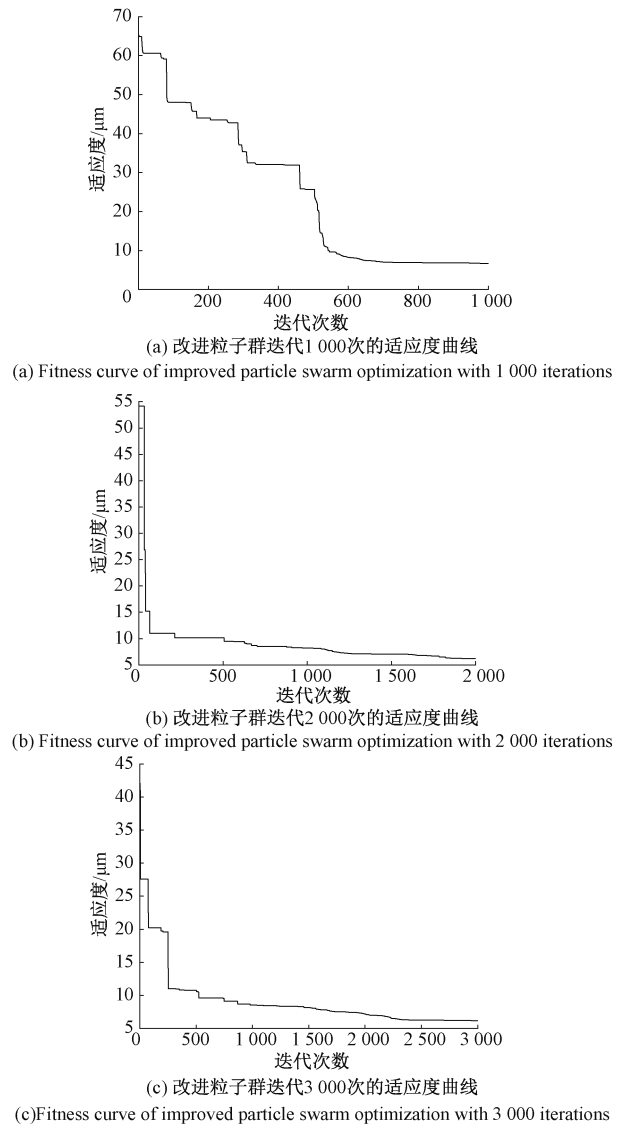 70
60
50
40
30
20
10
0
适应度/μm
200 400 600 800 1 000
迭代次数
(a) 改进粒子群迭代1 000次的适应度曲线
(a) Fitness curve of improved particle swarm optimization with 1 000 iterations
55
50
45
40
35
30
25
20
15
10
5
适应度/μm
0 500 1 000 1 500 2 000
迭代次数
(b) 改进粒子群迭代2 000次的适应度曲线
(b) Fitness curve of improved particle swarm optimization with 2 000 iterations
45
40
35
30
25
20
15
10
5
适应度/μm
0 500 1 000 1 500 2 000 2 500 3 000
迭代次数
(c) 改进粒子群迭代3 000次的适应度曲线
(c)Fitness curve of improved particle swarm optimization with 3 000 iterations